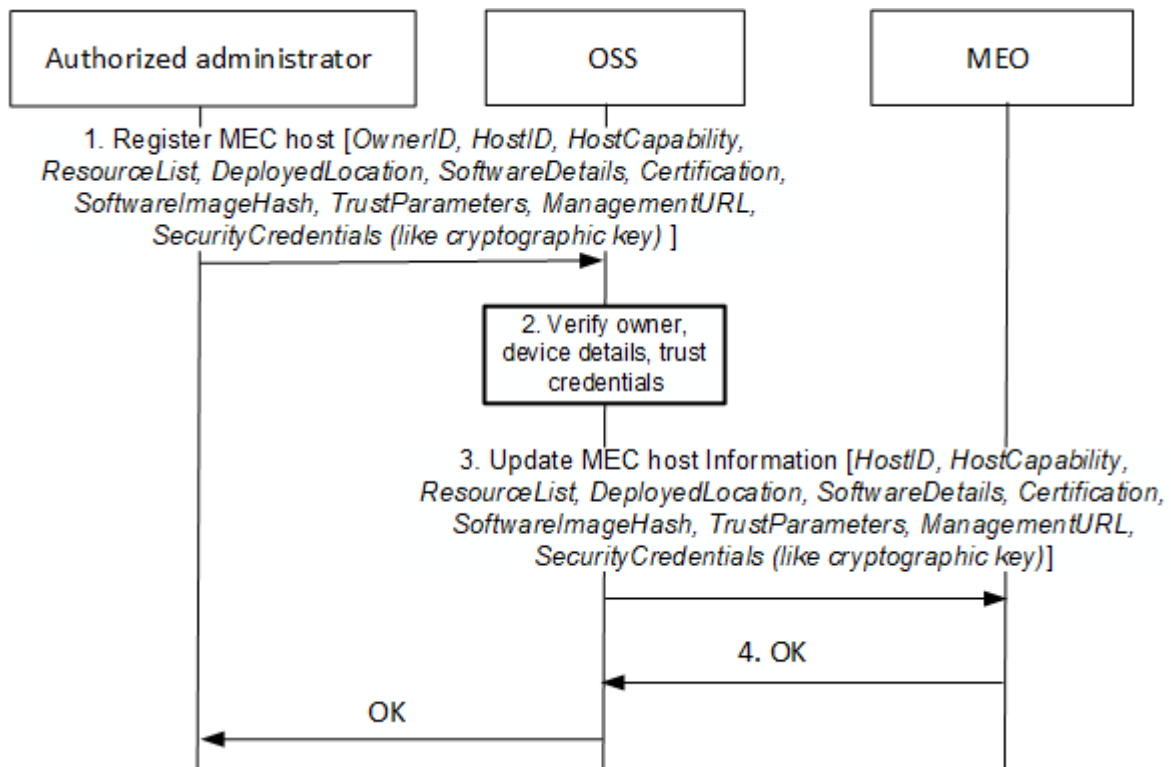 Authorized administrator
OSS
MEO
1. Register MEC host [OwnerID, HostID, HostCapability,
ResourceList, DeployedLocation, SoftwareDetails, Certification,
SoftwareImageHash, TrustParameters, ManagementURL,
SecurityCredentials (like cryptographic key) ]
2. Verify owner,
device details, trust
credentials
3. Update MEC host Information [HostID, HostCapability,
ResourceList, DeployedLocation, SoftwareDetails, Certification,
SoftwareImageHash, TrustParameters, ManagementURL,
SecurityCredentials (like cryptographic key)]
4. OK
OK